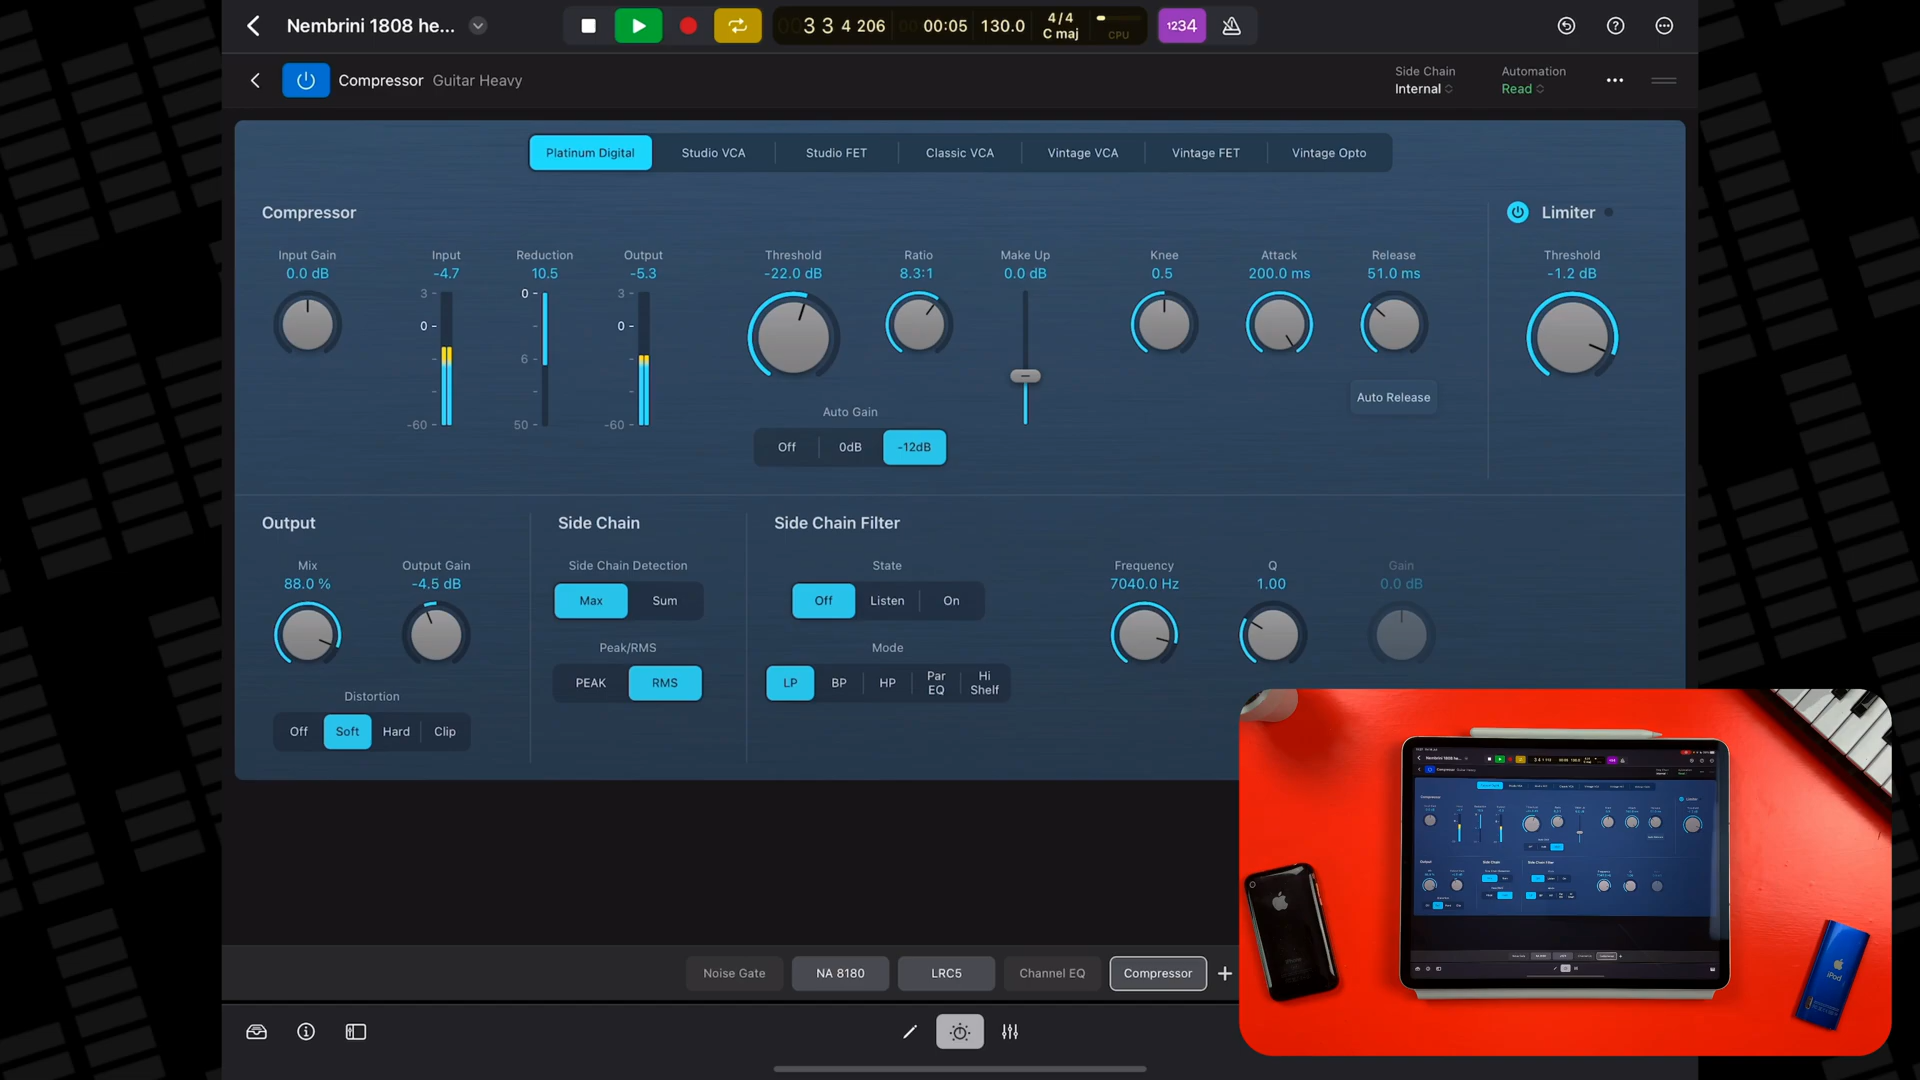 Nembrini 1808 he...
3 3 4 206
00:05
130.0
4/4
C maj
CPU
1234
Compressor Guitar Heavy
Side Chain
Internal
Automation
Read
Platinum Digital
Studio VCA
Studio FET
Classic VCA
Vintage VCA
Vintage FET
Vintage Opto
Compressor
Limiter
Input Gain
0.0 dB
Input
-4.7
Reduction
10.5
Output
-5.3
Threshold
-22.0 dB
Ratio
8.3:1
Make Up
0.0 dB
Knee
0.5
Attack
200.0 ms
Release
51.0 ms
Threshold
-1.2 dB
3
0
-60
0
6
50
3
0
-60
Auto Release
Auto Gain
Off
0dB
-12dB
Output
Side Chain
Side Chain Filter
Mix
88.0 %
Output Gain
-4.5 dB
Side Chain Detection
Max
Sum
State
Off
Listen
On
Frequency
7040.0 Hz
Q
1.00
Gain
0.0 dB
Peak/RMS
PEAK
RMS
Mode
LP
BP
HP
Par EQ
Hi Shelf
Distortion
Off
Soft
Hard
Clip
Noise Gate
NA 8180
LRC5
Channel EQ
Compressor
iPod